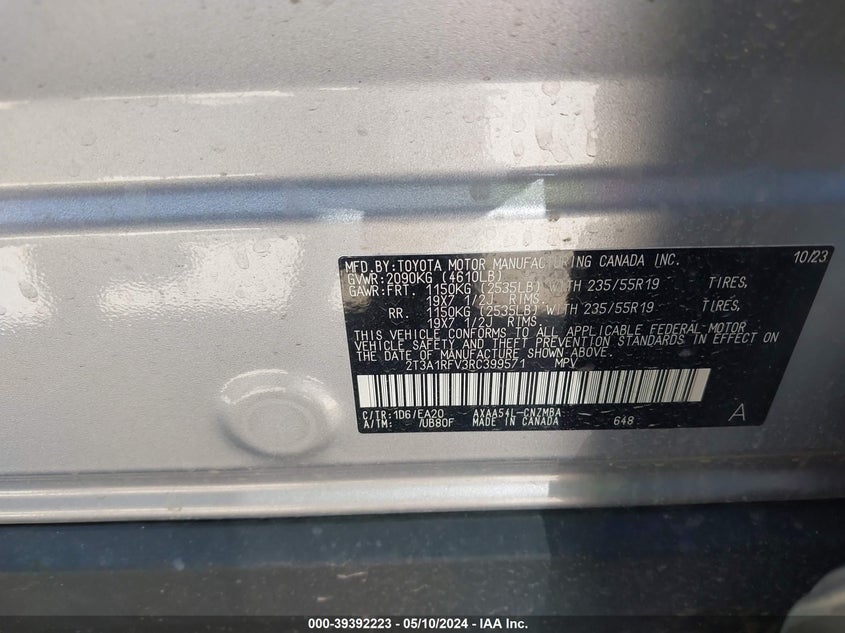 MFD.BY:TOYOTA MOTOR MANUFACTURING CANADA INC. 10/23
GVWR:2090KG (4610LB)
GAWR:FRT. 1150KG (2535LB) WITH 235/55R19 TIRES,
19X7 1/2J RIMS.
RR. 1150KG (2535LB) WITH 235/55R19 TIRES,
19X7 1/2J RIMS.
THIS VEHICLE CONFORMS TO ALL APPLICABLE FEDERAL MOTOR
VEHICLE SAFETY AND THEFT PREVENTION STANDARDS IN EFFECT ON
THE DATE OF MANUFACTURE SHOWN ABOVE.
2T3A1RFV3RC399571 MPV
C/TR:1D6/EA20 AXAA54L-CNZMBA
A/TM: /UB80F MADE IN CANADA 648 A
000-39392223 - 05/10/2024 - IAA Inc.